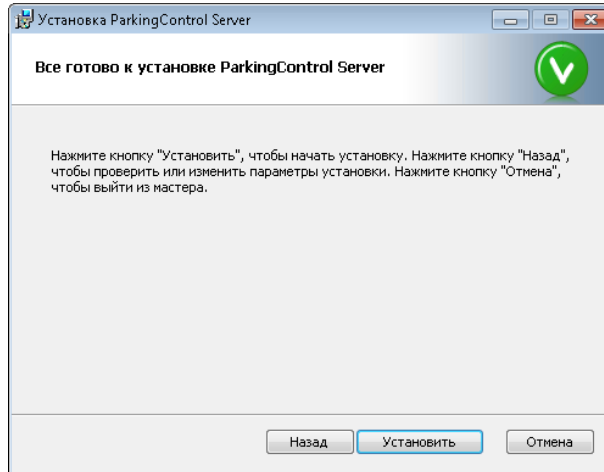 Установка ParkingControl Server
Все готово к установке ParkingControl Server
Нажмите кнопку "Установить", чтобы начать установку. Нажмите кнопку "Назад",
чтобы проверить или изменить параметры установки. Нажмите кнопку "Отмена",
чтобы выйти из мастера.
Назад
Установить
Отмена